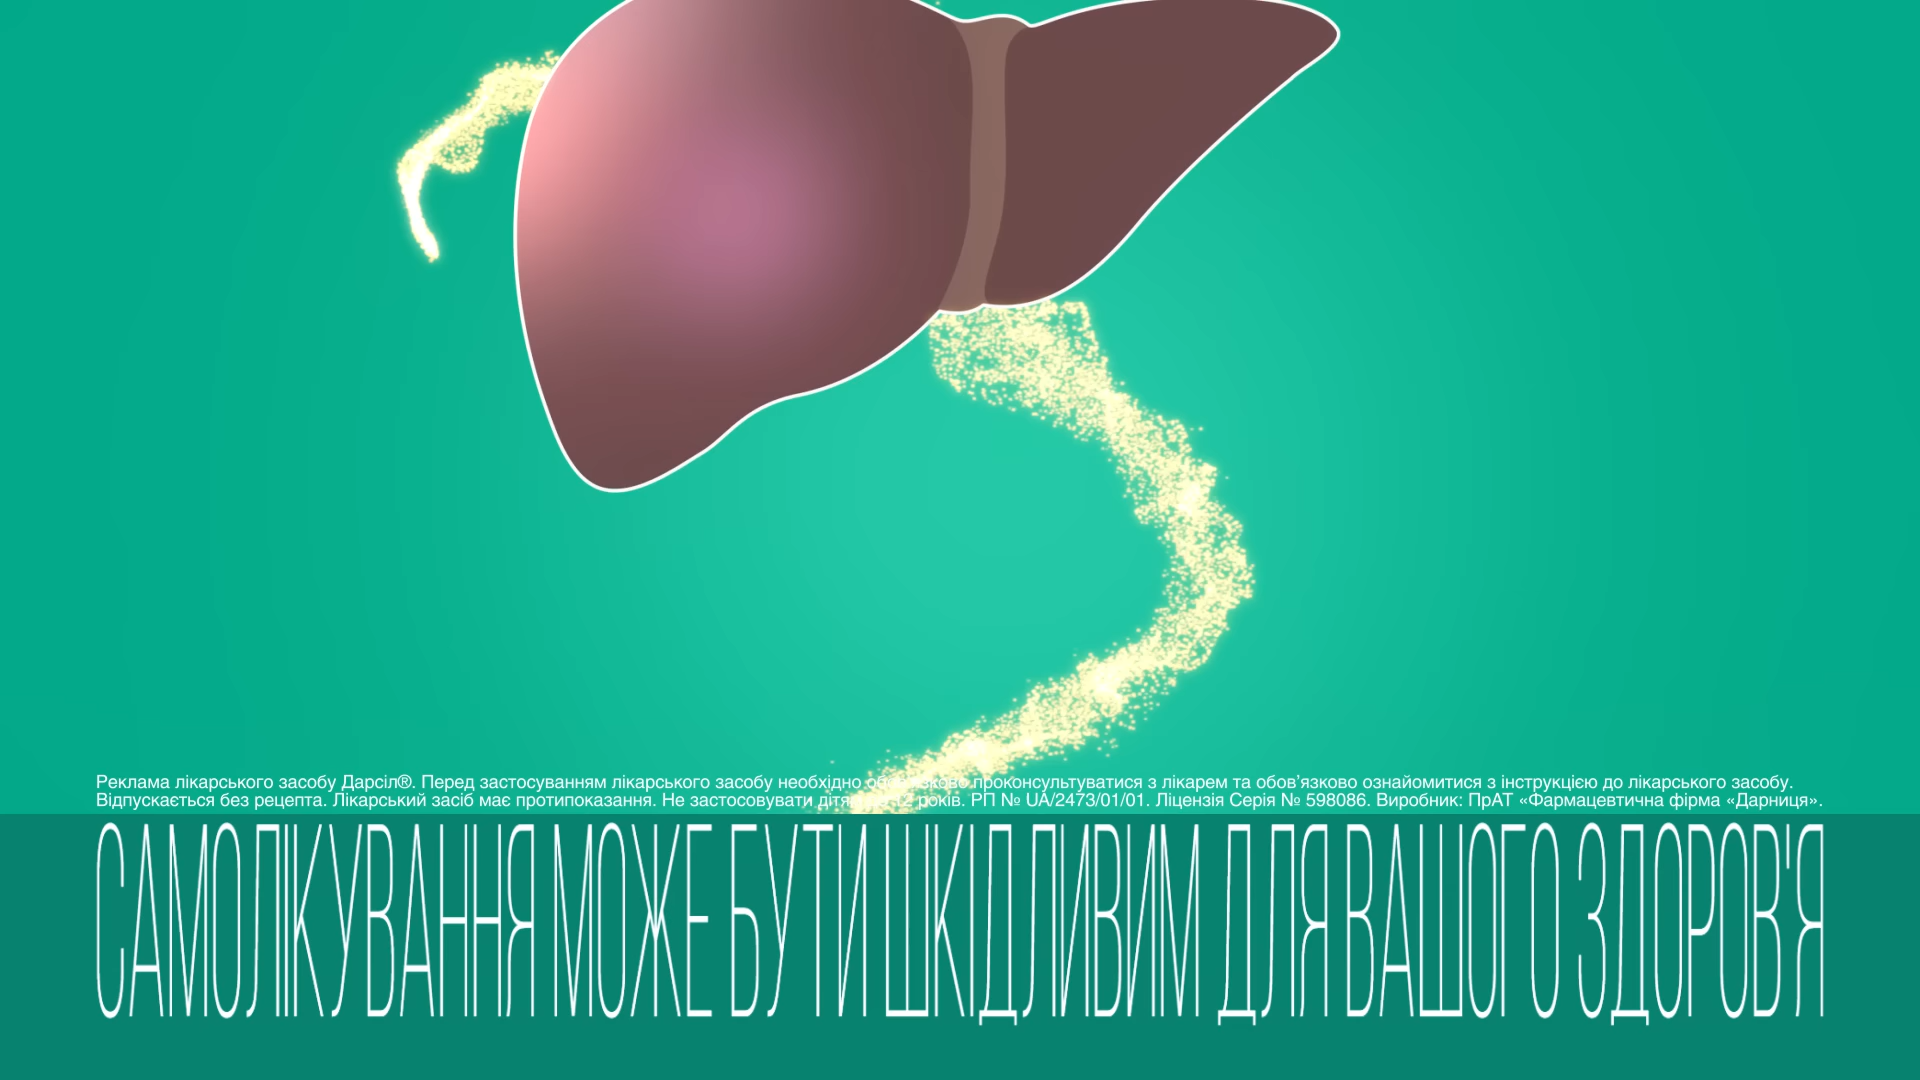 Реклама лікарського засобу Дарсіл®. Перед застосуванням лікарського засобу необхідно обов'язково проконсультуватися з лікарем та обов'язково ознайомитися з інструкцією до лікарського засобу.
Відпускається без рецепта. Лікарський засіб має протипоказання. Не застосовувати дітям до 12 років. РП № UA/2473/01/01. Ліцензія Серія № 598086. Виробник: ПрАТ «Фармацевтична фірма «Дарниця».
САМОЛІКУВАННЯ МОЖЕ БУТИ ШКІДЛИВИМ ДЛЯ ВАШОГО ЗДОРОВ'Я